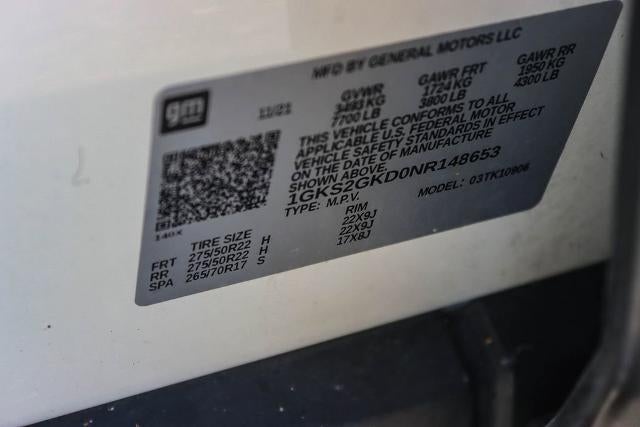 MFD BY GENERAL MOTORS LLC
gm
11/21
GVWR
3493 KG
7700 LB
GAWR FRT
1724 KG
3800 LB
GAWR RR
1950 KG
4300 LB
THIS VEHICLE CONFORMS TO ALL
APPLICABLE U.S. FEDERAL MOTOR
VEHICLE SAFETY STANDARDS IN EFFECT
ON THE DATE OF MANUFACTURE
SHOWN ABOVE.
1GKS2GKD0NR148653
TYPE: M.P.V. MODEL: 03TK10906
140X
TIRE SIZE RIM
FRT 275/50R22 H 22X9J
RR 275/50R22 H 22X9J
SPA 265/70R17 S 17X8J